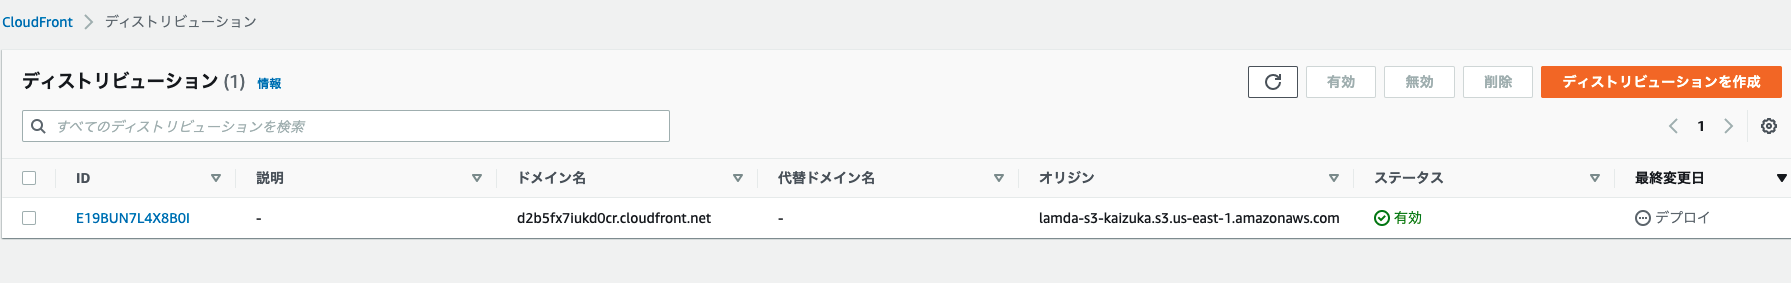 CloudFront > ディストリビューション
ディストリビューション (1) 情報
有効 無効 削除 ディストリビューションを作成
すべてのディストリビューションを検索
1
ID 説明 ドメイン名 代替ドメイン名 オリジン ステータス 最終変更日
E19BUN7L4X8B0I - d2b5fx7iukd0cr.cloudfront.net - lamda-s3-kaizuka.s3.us-east-1.amazonaws.com 有効 デプロイ